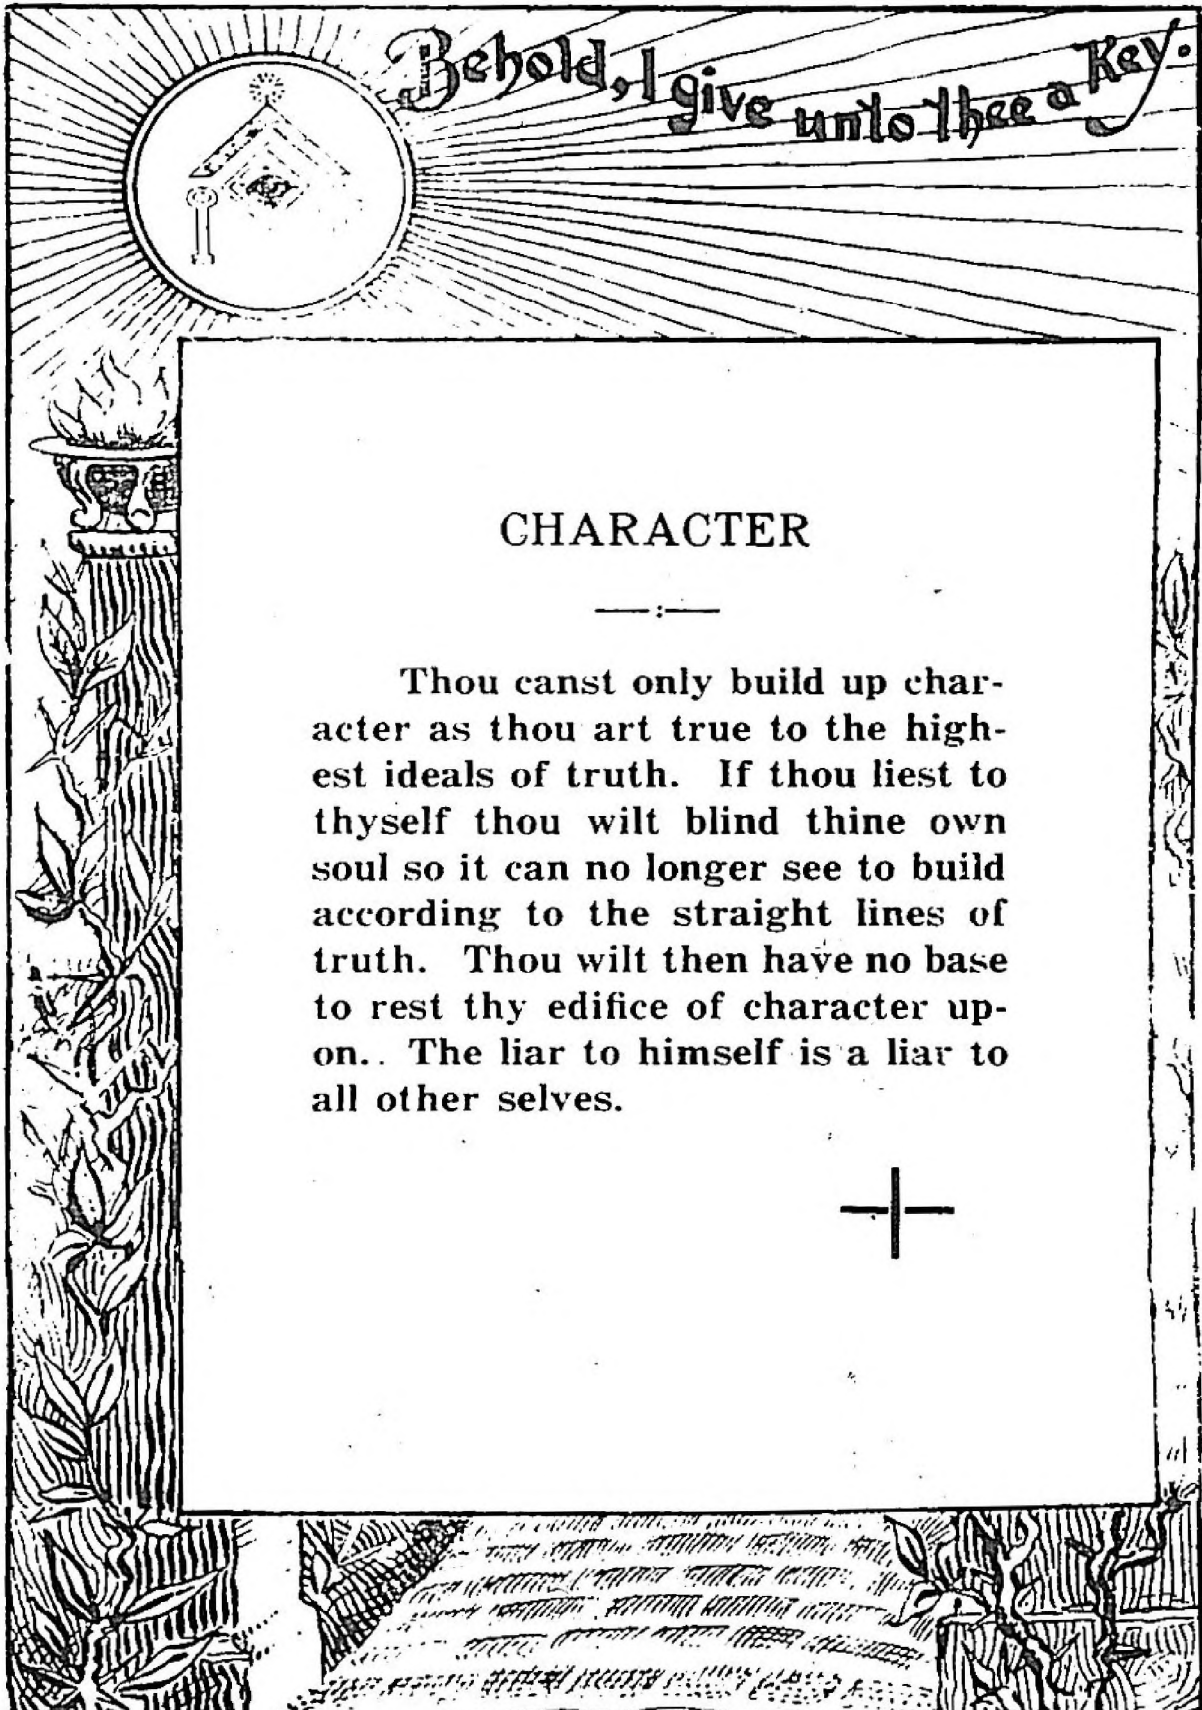 Behold, I give unto thee a Key.
CHARACTER
Thou canst only build up char-
acter as thou art true to the high-
est ideals of truth. If thou liest to
thyself thou wilt blind thine own
soul so it can no longer see to build
according to the straight lines of
truth. Thou wilt then have no base
to rest thy edifice of character up-
on. The liar to himself is a liar to
all other selves.